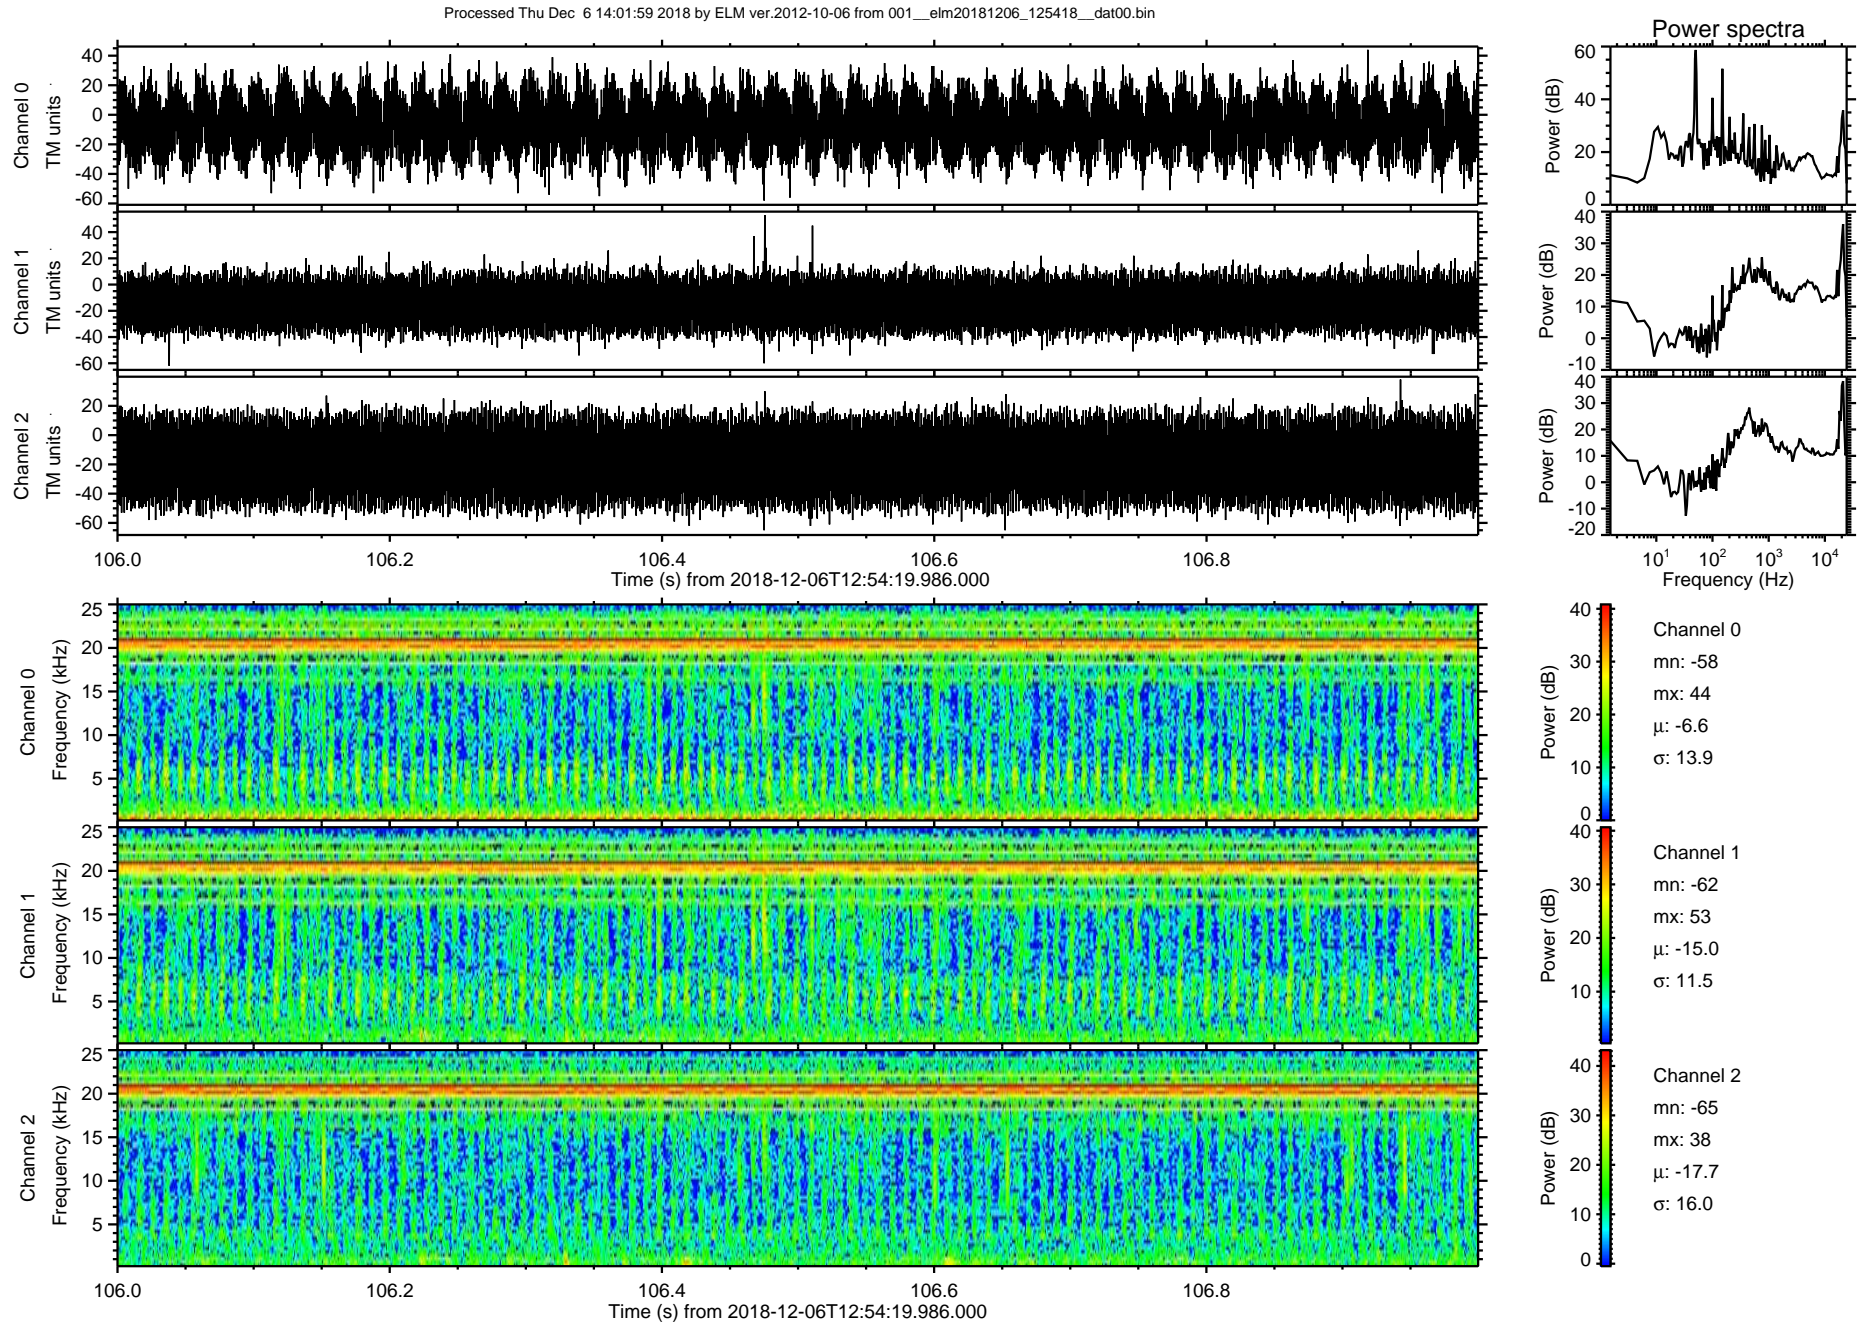 Processed Thu Dec  6 14:01:59 2018 by ELM ver.2012-10-06 from 001__elm20181206_125418__dat00.bin
Power spectra
Channel 0
TM units
40
20
0
-20
-40
-60
Power (dB)
60
40
20
0
Channel 1
TM units
40
20
0
-20
-40
-60
Power (dB)
40
30
20
10
0
-10
Channel 2
TM units
20
0
-20
-40
-60
Power (dB)
40
30
20
10
0
-10
-20
106.0 106.2 106.4 106.6 106.8
Time (s) from 2018-12-06T12:54:19.986.000
10¹ 10² 10³ 10⁴
Frequency (Hz)
Channel 0
Frequency (kHz)
25
20
15
10
5
Power (dB)
40
30
20
10
0
Channel 0
mn: -58
mx: 44
µ: -6.6
σ: 13.9
Channel 1
Frequency (kHz)
25
20
15
10
5
Power (dB)
40
30
20
10
Channel 1
mn: -62
mx: 53
µ: -15.0
σ: 11.5
Channel 2
Frequency (kHz)
25
20
15
10
5
Power (dB)
40
30
20
10
0
Channel 2
mn: -65
mx: 38
µ: -17.7
σ: 16.0
106.0 106.2 106.4 106.6 106.8
Time (s) from 2018-12-06T12:54:19.986.000